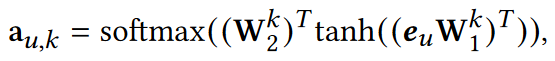 𝐚_{u,k} = softmax((𝐖_2^k)^T tanh((𝒆_u 𝐖_1^k)^T)),